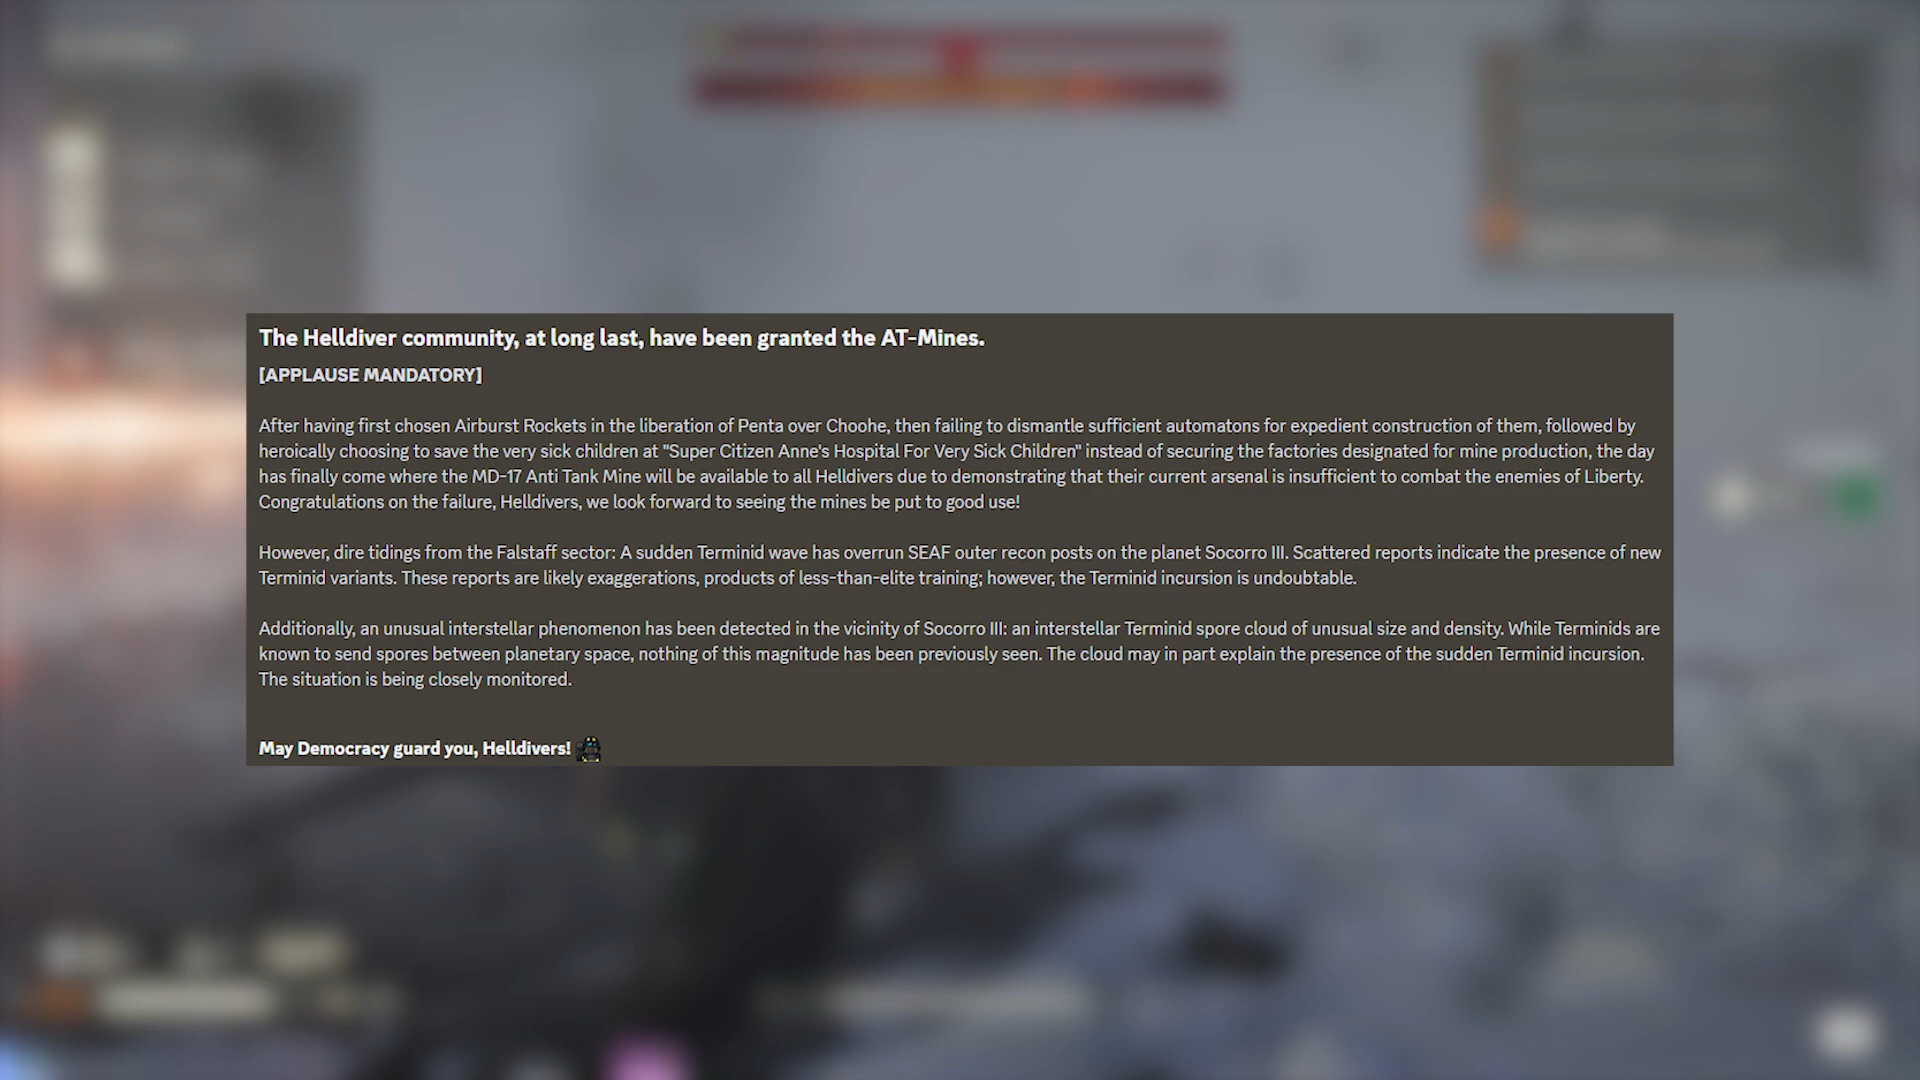 The Helldiver community, at long last, have been granted the AT-Mines.
[APPLAUSE MANDATORY]
After having first chosen Airburst Rockets in the liberation of Penta over Choohe, then failing to dismantle sufficient automatons for expedient construction of them, followed by
heroically choosing to save the very sick children at "Super Citizen Anne's Hospital For Very Sick Children" instead of securing the factories designated for mine production, the day
has finally come where the MD-17 Anti Tank Mine will be available to all Helldivers due to demonstrating that their current arsenal is insufficient to combat the enemies of Liberty.
Congratulations on the failure, Helldivers, we look forward to seeing the mines be put to good use!
However, dire tidings from the Falstaff sector: A sudden Terminid wave has overrun SEAF outer recon posts on the planet Socorro III. Scattered reports indicate the presence of new
Terminid variants. These reports are likely exaggerations, products of less-than-elite training; however, the Terminid incursion is undoubtable.
Additionally, an unusual interstellar phenomenon has been detected in the vicinity of Socorro III: an interstellar Terminid spore cloud of unusual size and density. While Terminids are
known to send spores between planetary space, nothing of this magnitude has been previously seen. The cloud may in part explain the presence of the sudden Terminid incursion.
The situation is being closely monitored.
May Democracy guard you, Helldivers!